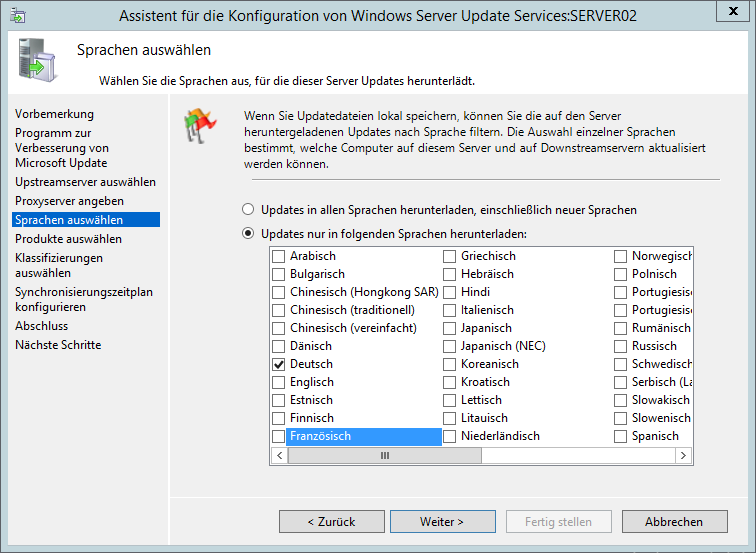 Assistent für die Konfiguration von Windows Server Update Services:SERVER02
x
Sprachen auswählen
Wählen Sie die Sprachen aus, für die dieser Server Updates herunterlädt.
Vorbemerkung
Programm zur
Verbesserung von
Microsoft Update
Upstreamserver auswählen
Proxyserver angeben
Sprachen auswählen
Produkte auswählen
Klassifizierungen
auswählen
Synchronisierungszeitplan
konfigurieren
Abschluss
Nächste Schritte
Wenn Sie Updatedateien lokal speichern, können Sie die auf den Server
heruntergeladenen Updates nach Sprache filtern. Die Auswahl einzelner Sprachen
bestimmt, welche Computer auf diesem Server und auf Downstreamservern aktualisiert
werden können.
Updates in allen Sprachen herunterladen, einschließlich neuer Sprachen
Updates nur in folgenden Sprachen herunterladen:
Arabisch
Bulgarisch
Chinesisch (Hongkong SAR)
Chinesisch (traditionell)
Chinesisch (vereinfacht)
Dänisch
Deutsch
Englisch
Estnisch
Finnisch
Französisch
Griechisch
Hebräisch
Hindi
Italienisch
Japanisch
Japanisch (NEC)
Koreanisch
Kroatisch
Lettisch
Litauisch
Niederländisch
Norwegisch
Polnisch
Portugiesis
Portugiesis
Rumänisch
Russisch
Schwedisch
Serbisch (La
Slowakisch
Slowenisch
Spanisch
< Zurück
Weiter >
Fertig stellen
Abbrechen